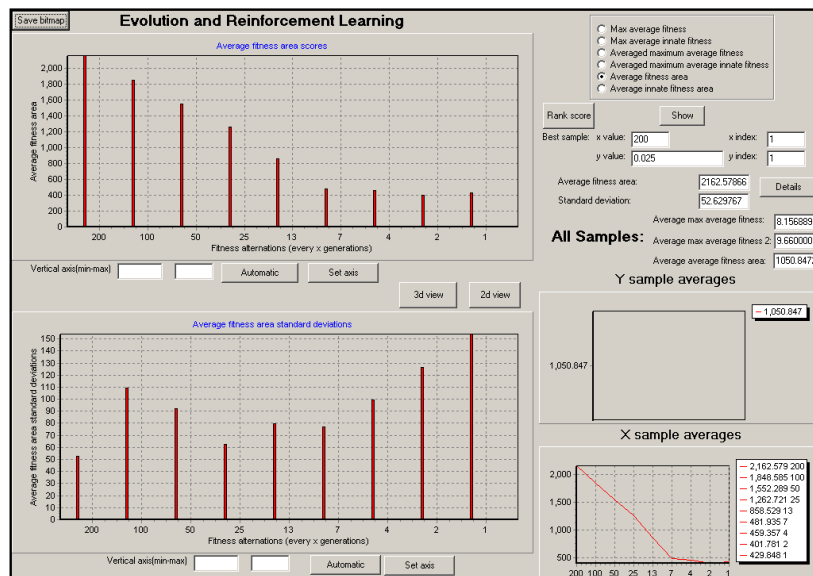 Save bitmap
Evolution and Reinforcement Learning
Average fitness area scores
Average fitness area
2,000
1,800
1,600
1,400
1,200
1,000
800
600
400
200
0
200 100 50 25 13 7 4 2 1
Fitness alternations (every x generations)
Vertical axis(min-max)
Automatic
Set axis
3d view
2d view
Average fitness area standard deviations
Average fitness area standard deviations
150
140
130
120
110
100
90
80
70
60
50
40
30
20
10
0
200 100 50 25 13 7 4 2 1
Fitness alternations (every x generations)
Vertical axis(min-max)
Automatic
Set axis
Max average fitness
Max average innate fitness
Averaged maximum average fitness
Averaged maximum average innate fitness
Average fitness area
Average innate fitness area
Rank score
Show
Best sample: x value: 200 x index: 1
y value: 0.025 y index: 1
Average fitness area: 2162.57866
Standard deviation: 52.629767
Details
All Samples:
Average max average fitness: 8.156889
Average max average fitness 2: 9.660000
Average average fitness area: 1050.8472
Y sample averages
1,050.847
1,050.847
X sample averages
2,000
1,500
1,000
500
200 100 50 25 13 7 4 2 1
2,162.579 200
1,848.585 100
1,552.289 50
1,262.721 25
858.529 13
481.935 7
459.357 4
401.781 2
429.848 1